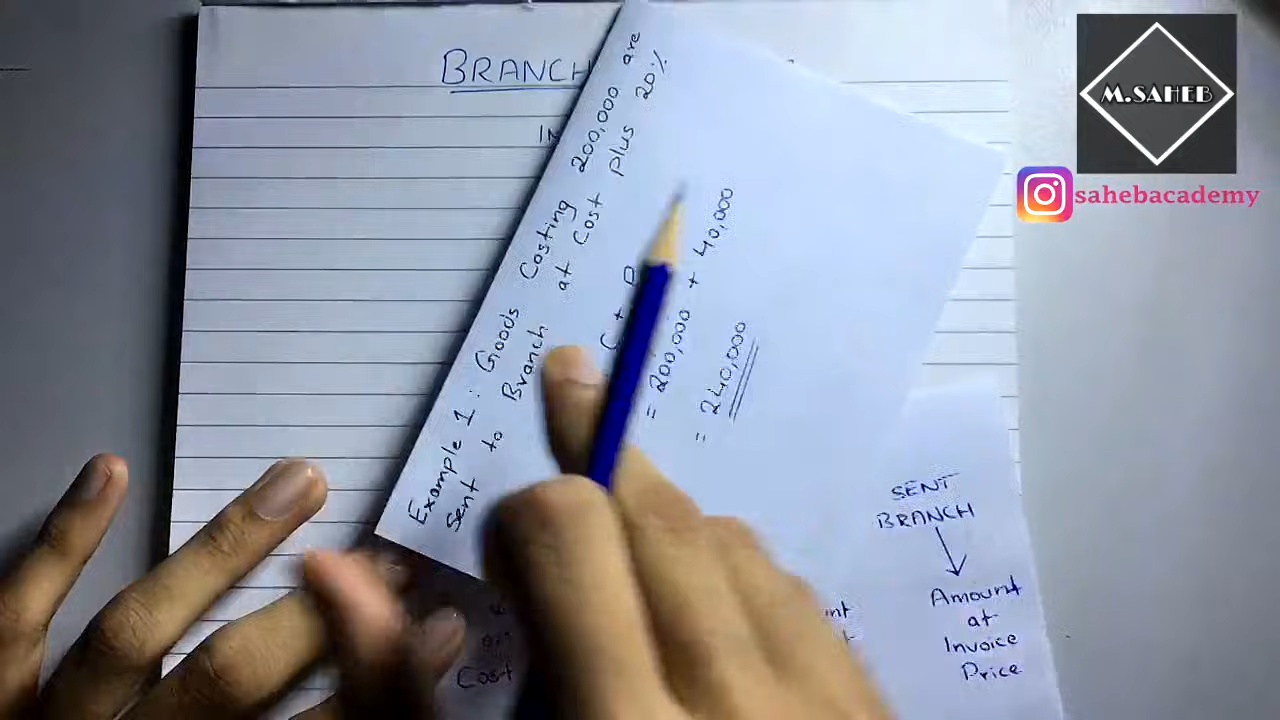 BRANCH
Example 1: Goods Costing 200,000 are
Sent to Branch at Cost plus 20%
C +
= 200,000 + 40,000
= 240,000
SENT
BRANCH
Amount
at
Invoice
Price
Cost
M.SAHEB
sahebacademy